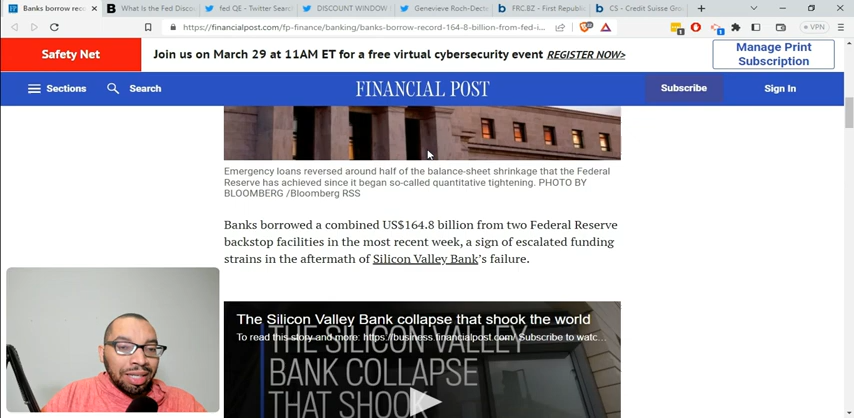 Banks borrow rec
What Is the Fed Disco
fed QE - Twitter Searc
DISCOUNT WINDOW
Genevieve Roch-Dect
FRC.BZ - First Republic
CS - Credit Suisse Gro
https://financialpost.com/fp-finance/banking/banks-borrow-record-164-8-billion-from-fed-i...
VPN
Safety Net
Join us on March 29 at 11AM ET for a free virtual cybersecurity event REGISTER NOW>
Manage Print
Subscription
Sections
Search
FINANCIAL POST
Subscribe
Sign In
Emergency loans reversed around half of the balance-sheet shrinkage that the Federal
Reserve has achieved since it began so-called quantitative tightening. PHOTO BY
BLOOMBERG /Bloomberg RSS
Banks borrowed a combined US$164.8 billion from two Federal Reserve
backstop facilities in the most recent week, a sign of escalated funding
strains in the aftermath of Silicon Valley Bank's failure.
The Silicon Valley Bank collapse that shook the world
To read this story and more: https://business.financialpost.com/ Subscribe to watc...
THE SILICON VALLEY
BANK COLLAPSE
THAT SHOOK